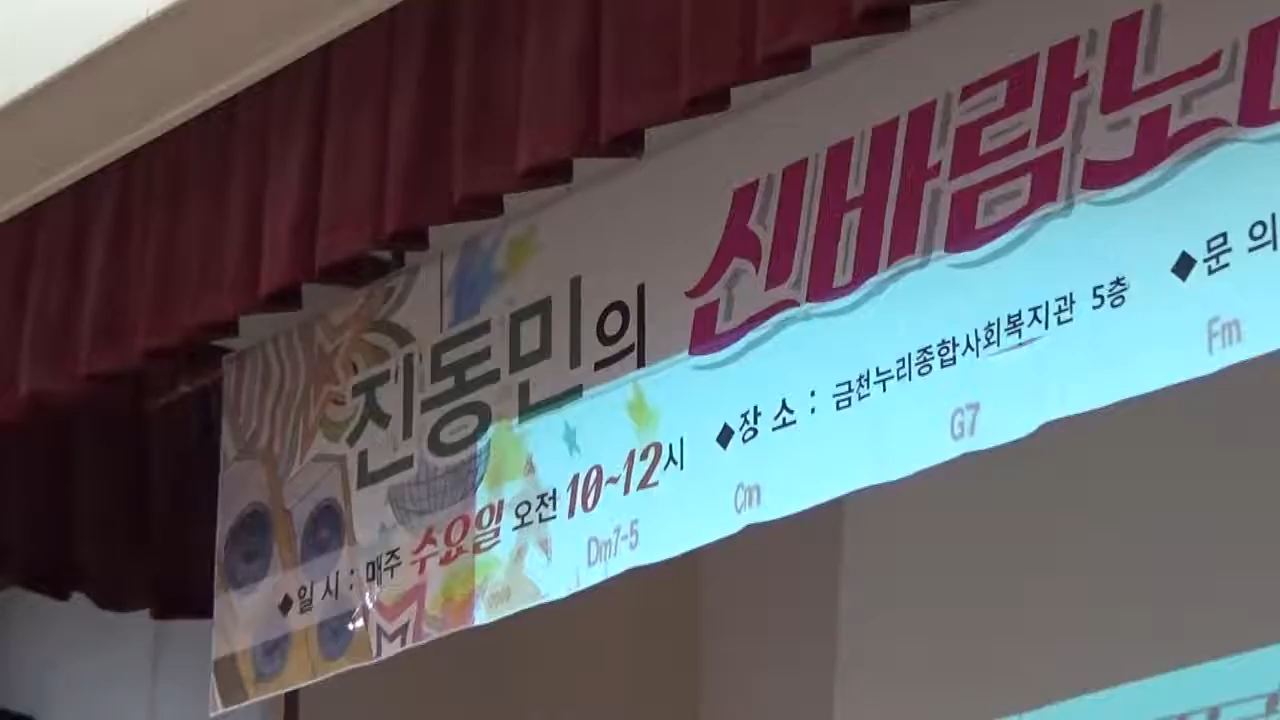 진동민의 신바람노
◆일 시 : 매주 수요일 오전 10~12시 ◆장 소 : 금천누리종합사회복지관 5층 ◆문 의
Dm7-5 Cm G7 Fm